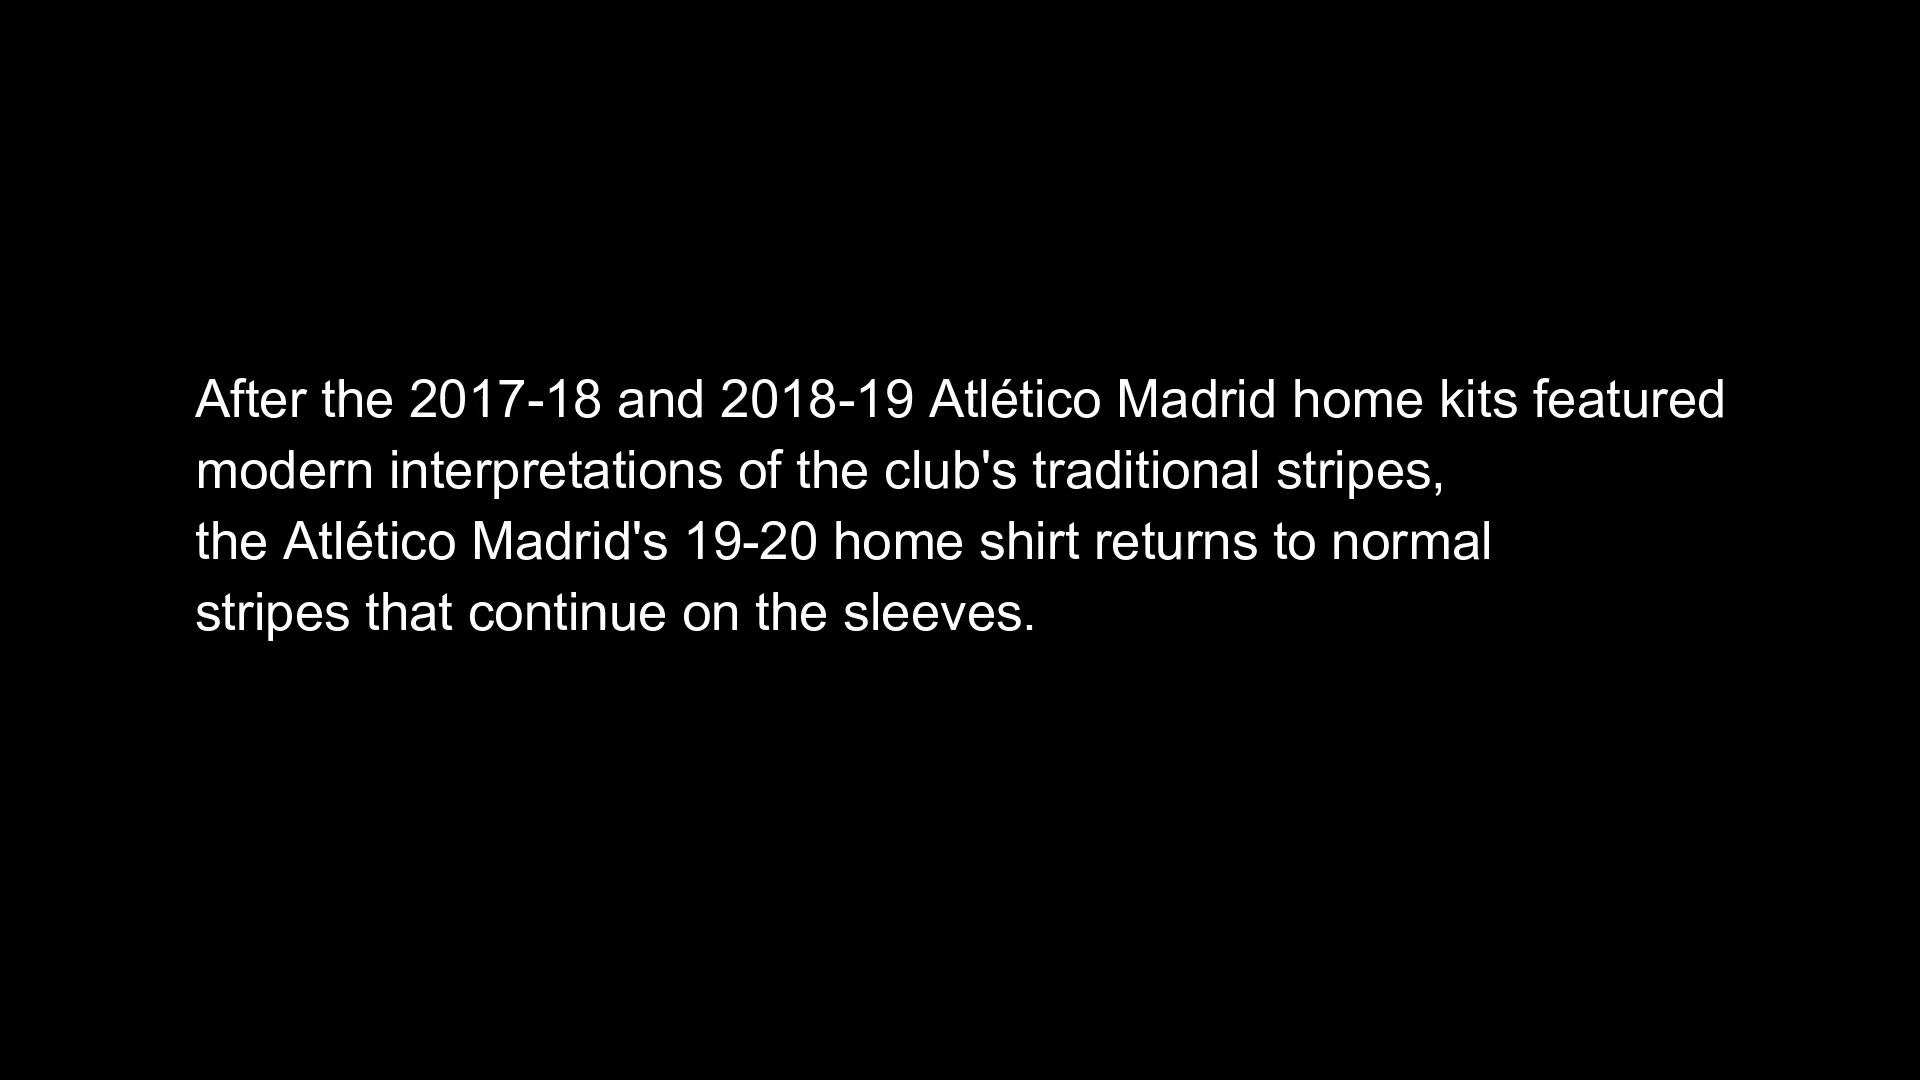 After the 2017-18 and 2018-19 Atlético Madrid home kits featured
modern interpretations of the club's traditional stripes,
the Atlético Madrid's 19-20 home shirt returns to normal
stripes that continue on the sleeves.